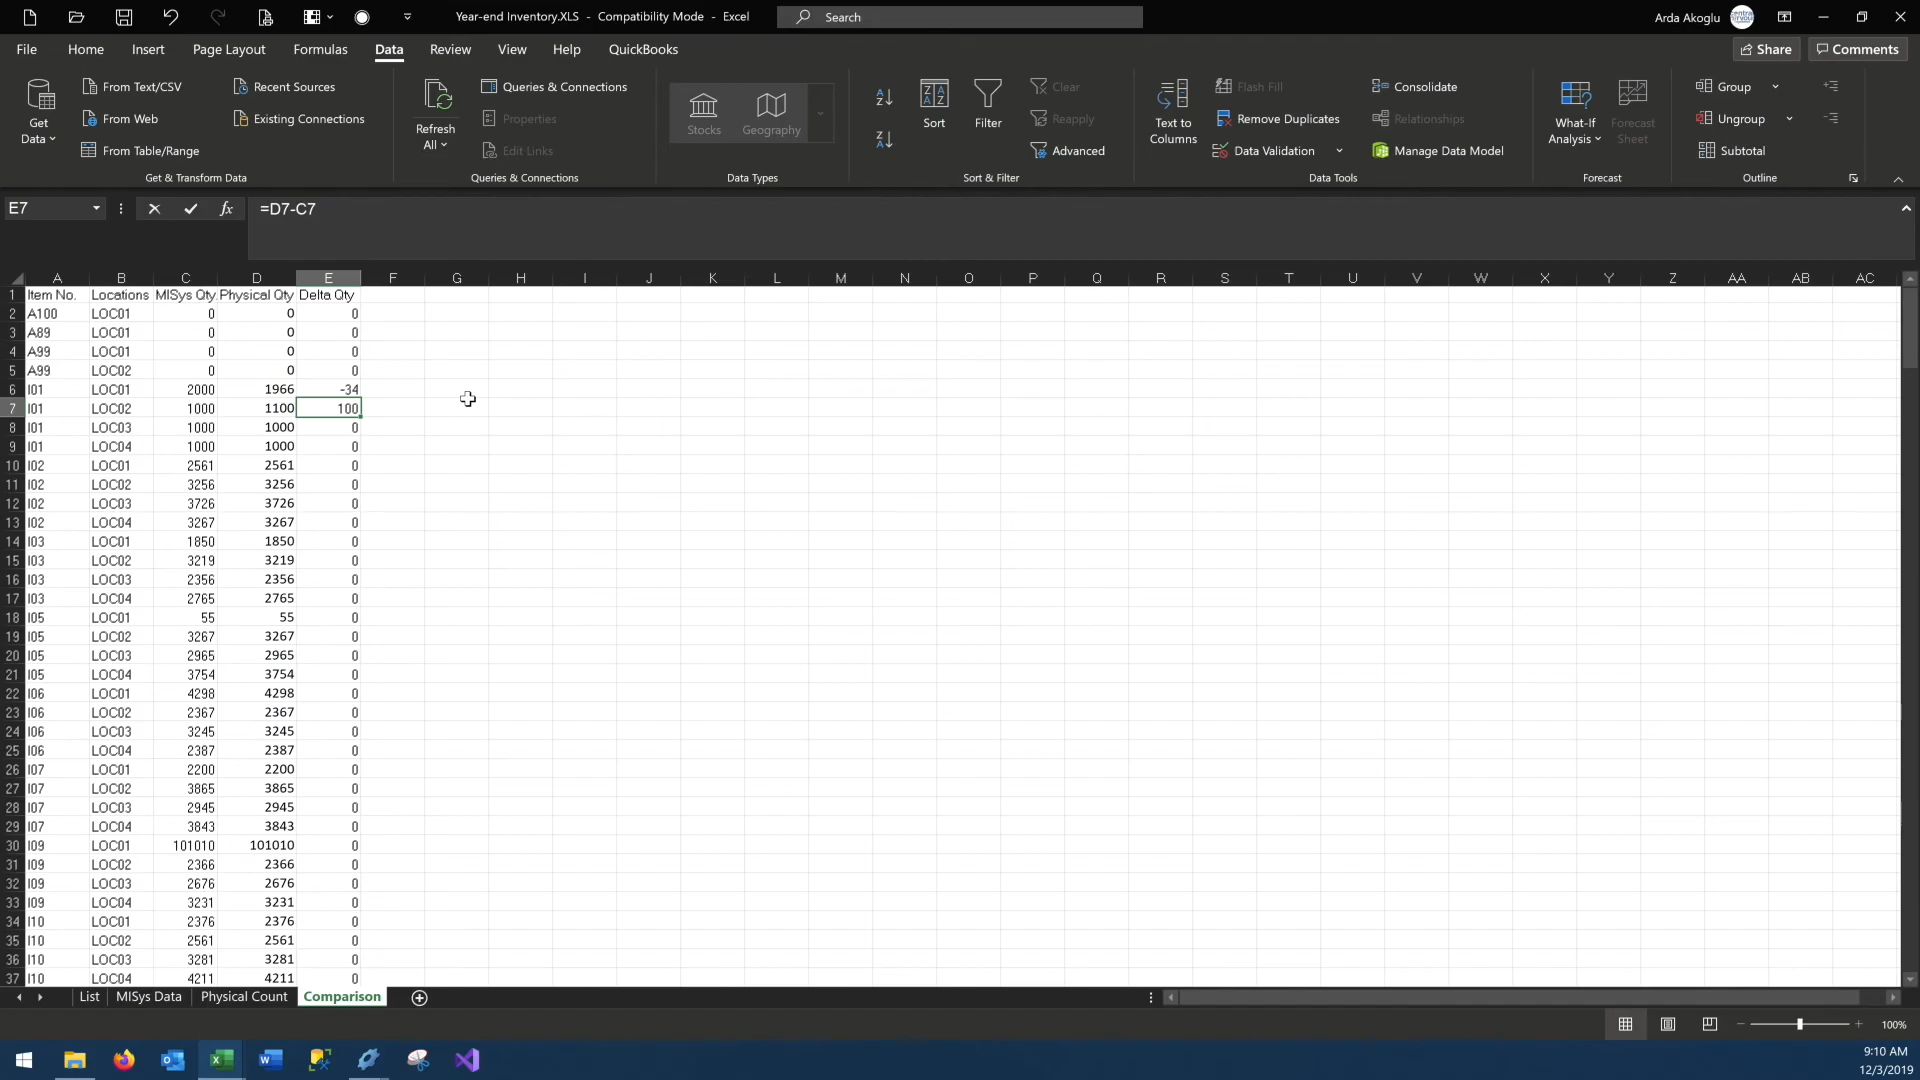 Year-end Inventory.XLS - Compatibility Mode - Excel
Search
Arda Akoglu
File Home Insert Page Layout Formulas Data Review View Help QuickBooks
Share Comments
Get Data
From Text/CSV
From Web
From Table/Range
Recent Sources
Existing Connections
Get & Transform Data
Refresh All
Queries & Connections
Properties
Edit Links
Queries & Connections
Stocks
Geography
Data Types
Sort
Filter
Clear
Reapply
Advanced
Sort & Filter
Text to Columns
Flash Fill
Remove Duplicates
Data Validation
Consolidate
Relationships
Manage Data Model
Data Tools
What-If Analysis
Forecast Sheet
Forecast
Group
Ungroup
Subtotal
Outline
E7 fx =D7-C7
A B C D E F G H I J K L M N O P Q R S T U V W X Y Z AA AB AC
1 Item No. Locations MISys Qty Physical Qty Delta Qty
2 A100 LOC01 0 0 0
3 A89 LOC01 0 0 0
4 A99 LOC01 0 0 0
5 A99 LOC02 0 0 0
6 I01 LOC01 2000 1966 -34
7 I01 LOC02 1000 1100 100
8 I01 LOC03 1000 1000 0
9 I01 LOC04 1000 1000 0
10 I02 LOC01 2561 2561 0
11 I02 LOC02 3256 3256 0
12 I02 LOC03 3726 3726 0
13 I02 LOC04 3267 3267 0
14 I03 LOC01 1850 1850 0
15 I03 LOC02 3219 3219 0
16 I03 LOC03 2356 2356 0
17 I03 LOC04 2765 2765 0
18 I05 LOC01 55 55 0
19 I05 LOC02 3267 3267 0
20 I05 LOC03 2965 2965 0
21 I05 LOC04 3754 3754 0
22 I06 LOC01 4298 4298 0
23 I06 LOC02 2367 2367 0
24 I06 LOC03 3245 3245 0
25 I06 LOC04 2387 2387 0
26 I07 LOC01 2200 2200 0
27 I07 LOC02 3865 3865 0
28 I07 LOC03 2945 2945 0
29 I07 LOC04 3843 3843 0
30 I09 LOC01 101010 101010 0
31 I09 LOC02 2366 2366 0
32 I09 LOC03 2676 2676 0
33 I09 LOC04 3231 3231 0
34 I10 LOC01 2376 2376 0
35 I10 LOC02 2561 2561 0
36 I10 LOC03 3281 3281 0
37 I10 LOC04 4211 4211 0
List MISys Data Physical Count Comparison
100%
9:10 AM
12/3/2019